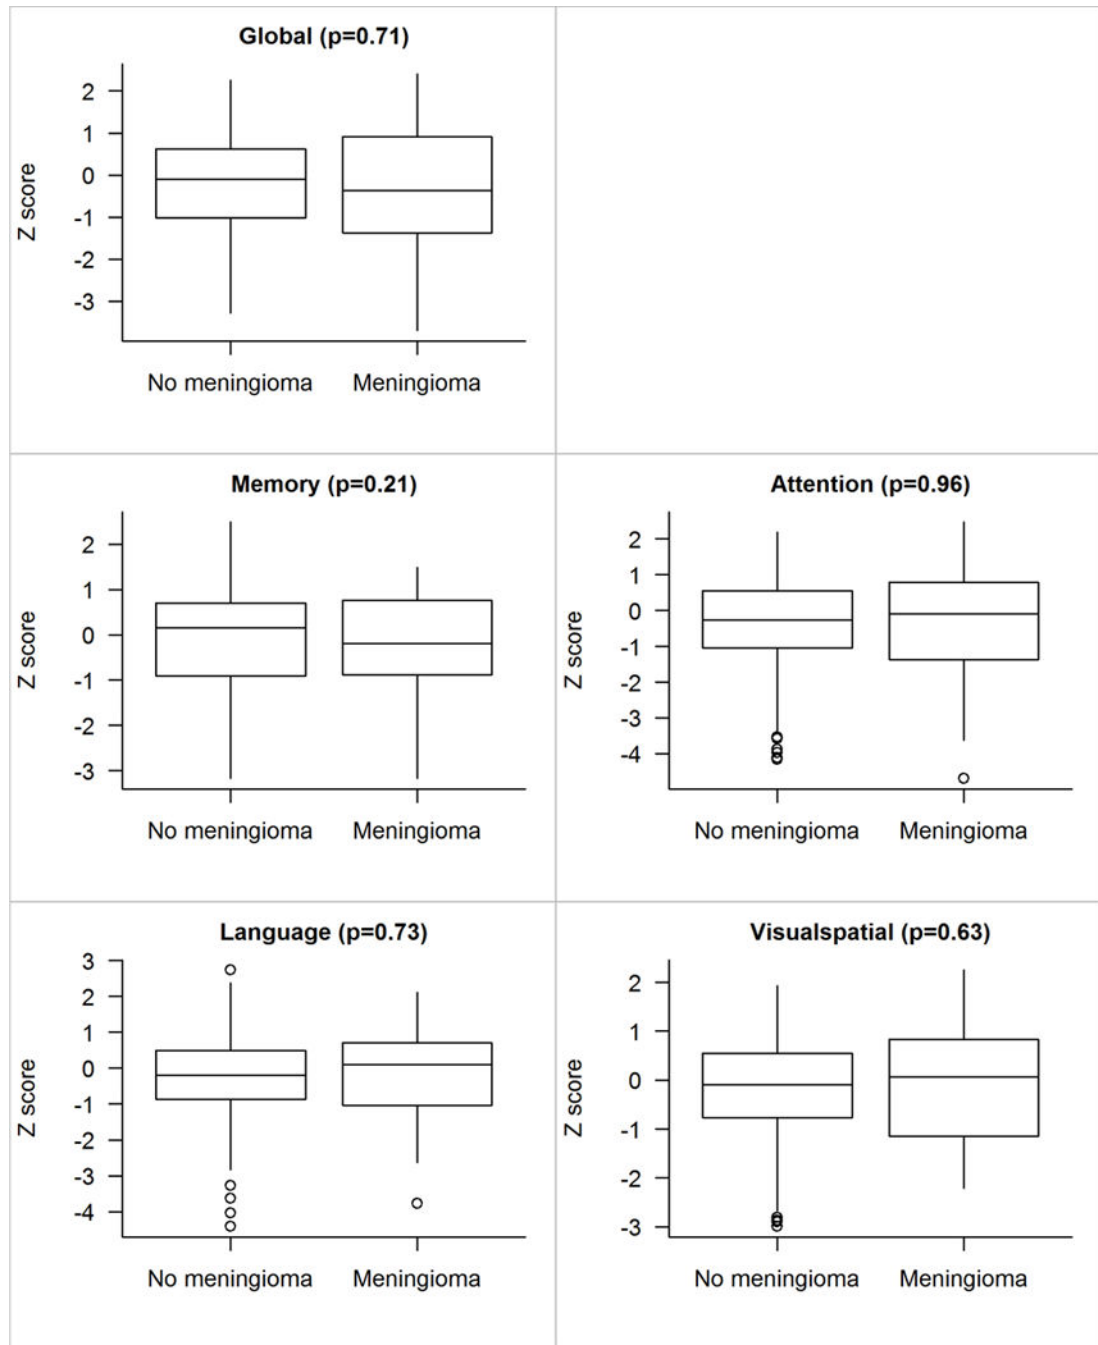 Global (p=0.71)
Z score
2
1
0
-1
-2
-3
No meningioma Meningioma
Memory (p=0.21)
Z score
2
1
0
-1
-2
-3
No meningioma Meningioma
Attention (p=0.96)
Z score
2
1
0
-1
-2
-3
-4
No meningioma Meningioma
Language (p=0.73)
Z score
3
2
1
0
-1
-2
-3
-4
No meningioma Meningioma
Visualspatial (p=0.63)
Z score
2
1
0
-1
-2
-3
No meningioma Meningioma